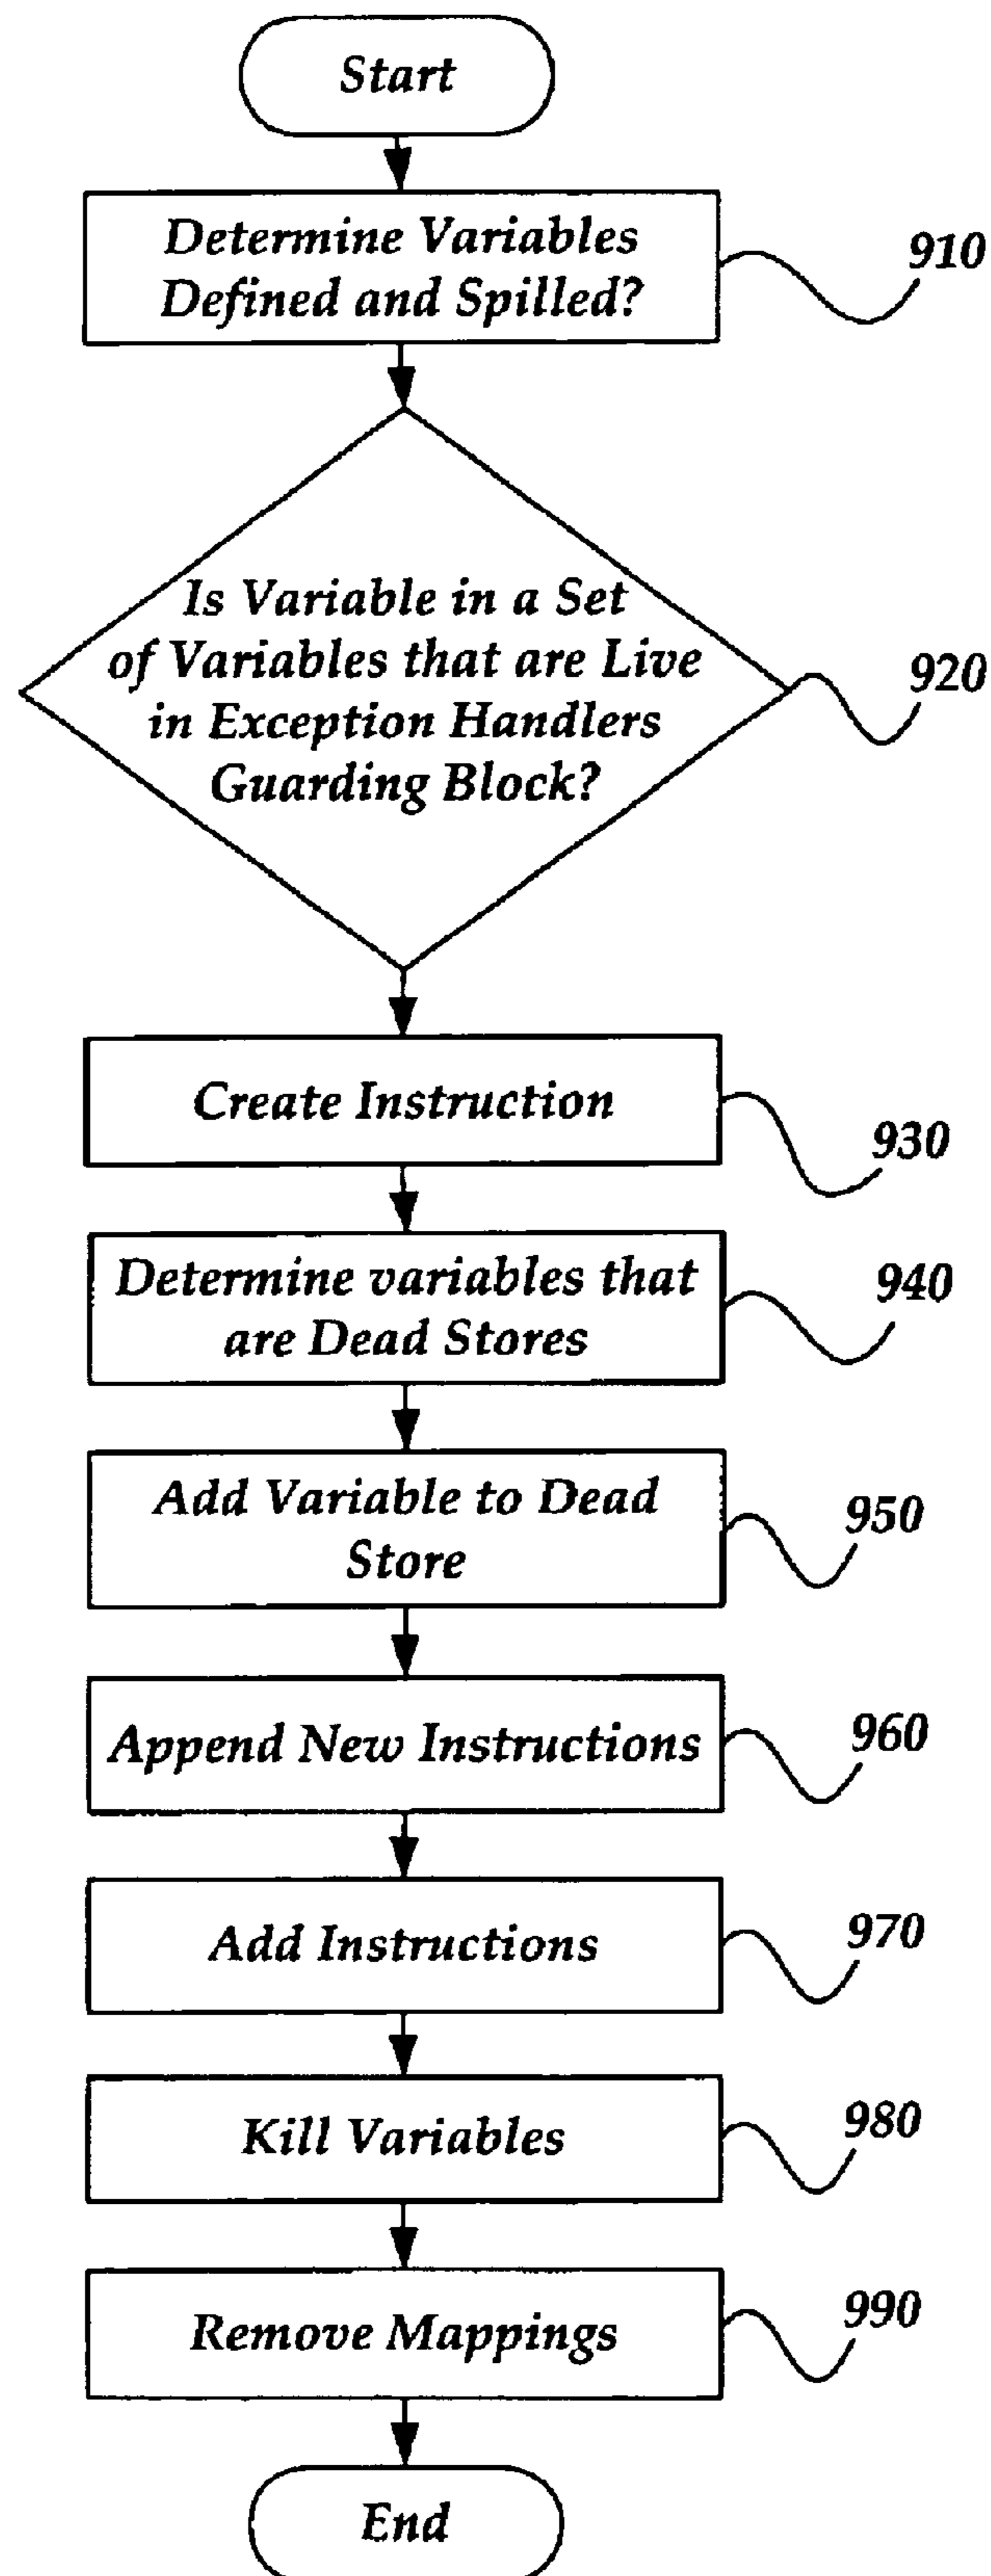 Start
Determine Variables
Defined and Spilled?
910
Is Variable in a Set
of Variables that are Live
in Exception Handlers
Guarding Block?
920
Create Instruction
930
Determine variables that
are Dead Stores
940
Add Variable to Dead
Store
950
Append New Instructions
960
Add Instructions
970
Kill Variables
980
Remove Mappings
990
End